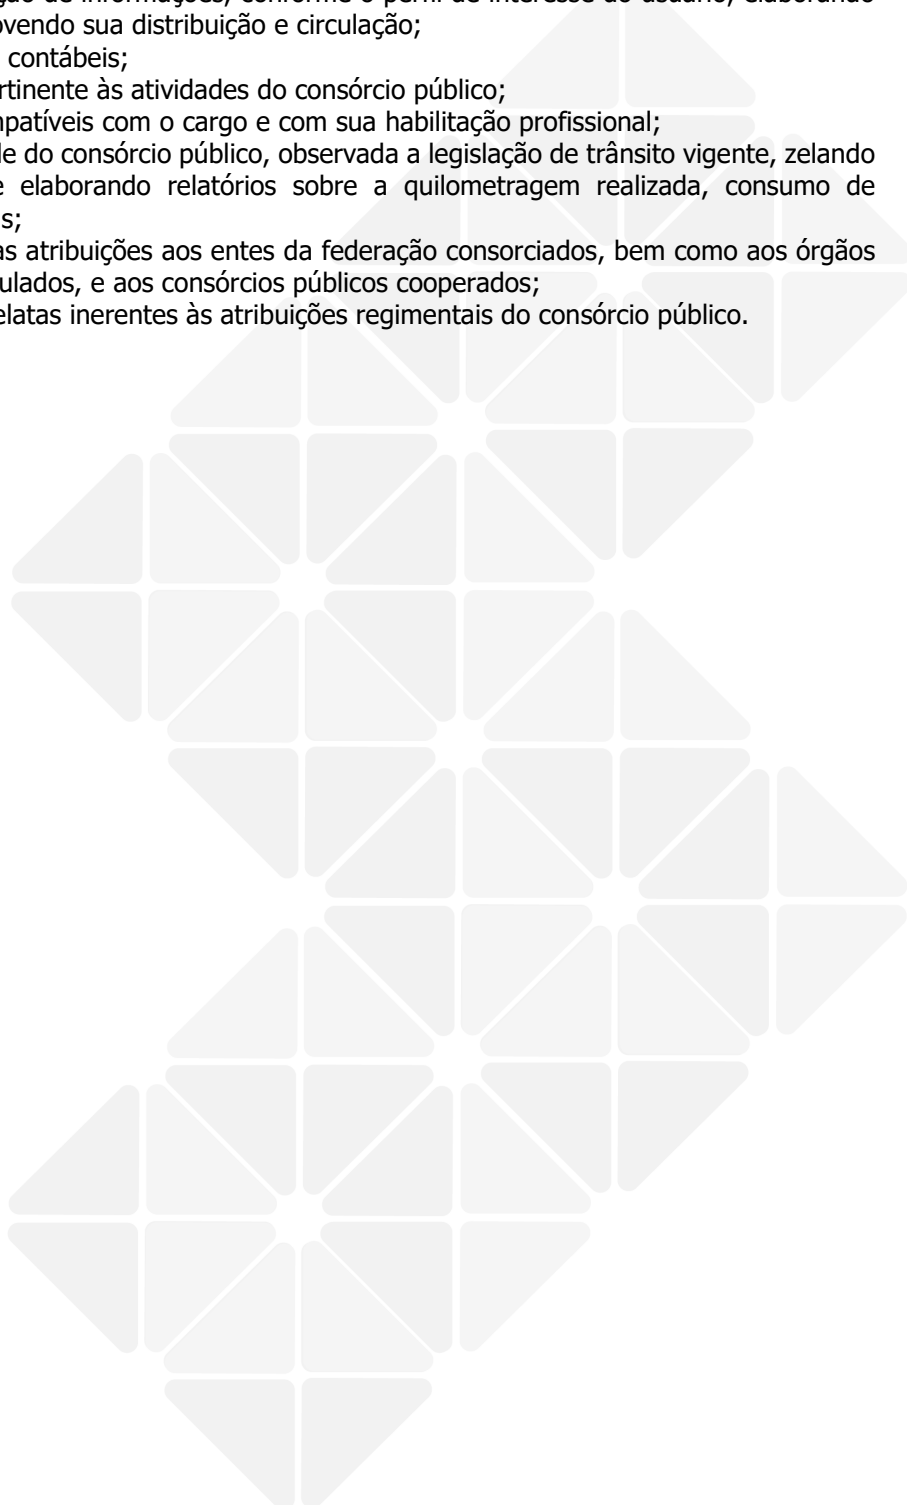 ção de informações, conforme o perfil de interesse do usuário, elaborando
ovendo sua distribuição e circulação;
contábeis;
rtinente às atividades do consórcio público;
mpatíveis com o cargo e com sua habilitação profissional;
de do consórcio público, observada a legislação de trânsito vigente, zelando
e elaborando relatórios sobre a quilometragem realizada, consumo de
s;
as atribuições aos entes da federação consorciados, bem como aos órgãos
ulados, e aos consórcios públicos cooperados;
elatas inerentes às atribuições regimentais do consórcio público.